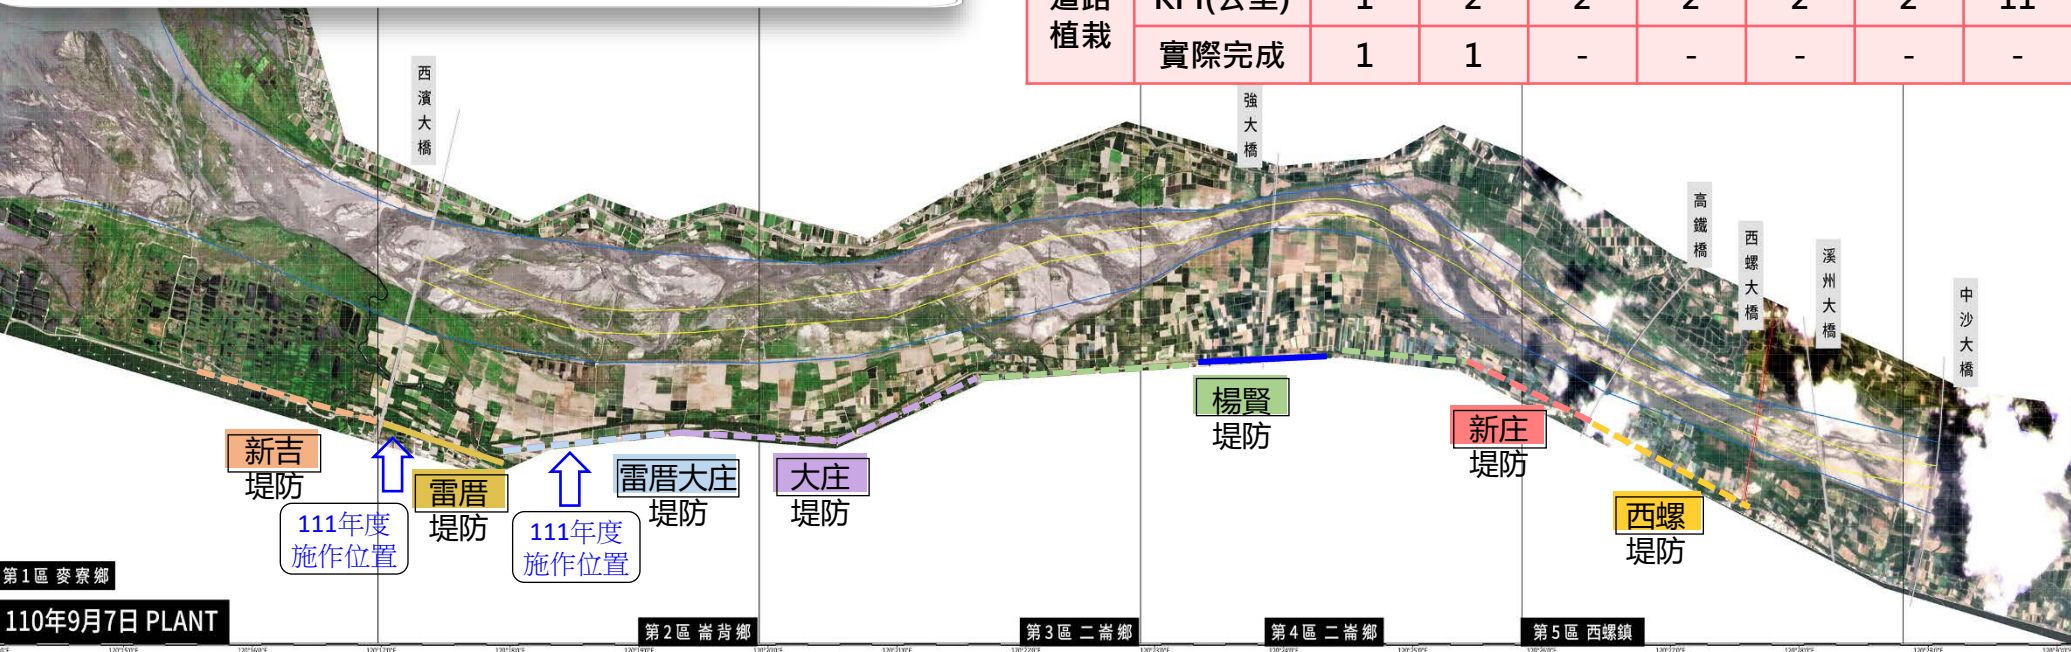 道路
植栽
KPI(公里) 1 2 2 2 2 2 11
實際完成 1 1 - - - - -
西濱大橋
強大橋
高鐵橋
西螺大橋
溪州大橋
中沙大橋
新吉
堤防
雷厝
堤防
雷厝大庄
堤防
大庄
堤防
楊賢
堤防
新庄
堤防
西螺
堤防
111年度
施作位置
111年度
施作位置
第1區 麥寮鄉
110年9月7日 PLANT
第2區 崙背鄉
第3區 二崙鄉
第4區 二崙鄉
第5區 西螺鎮